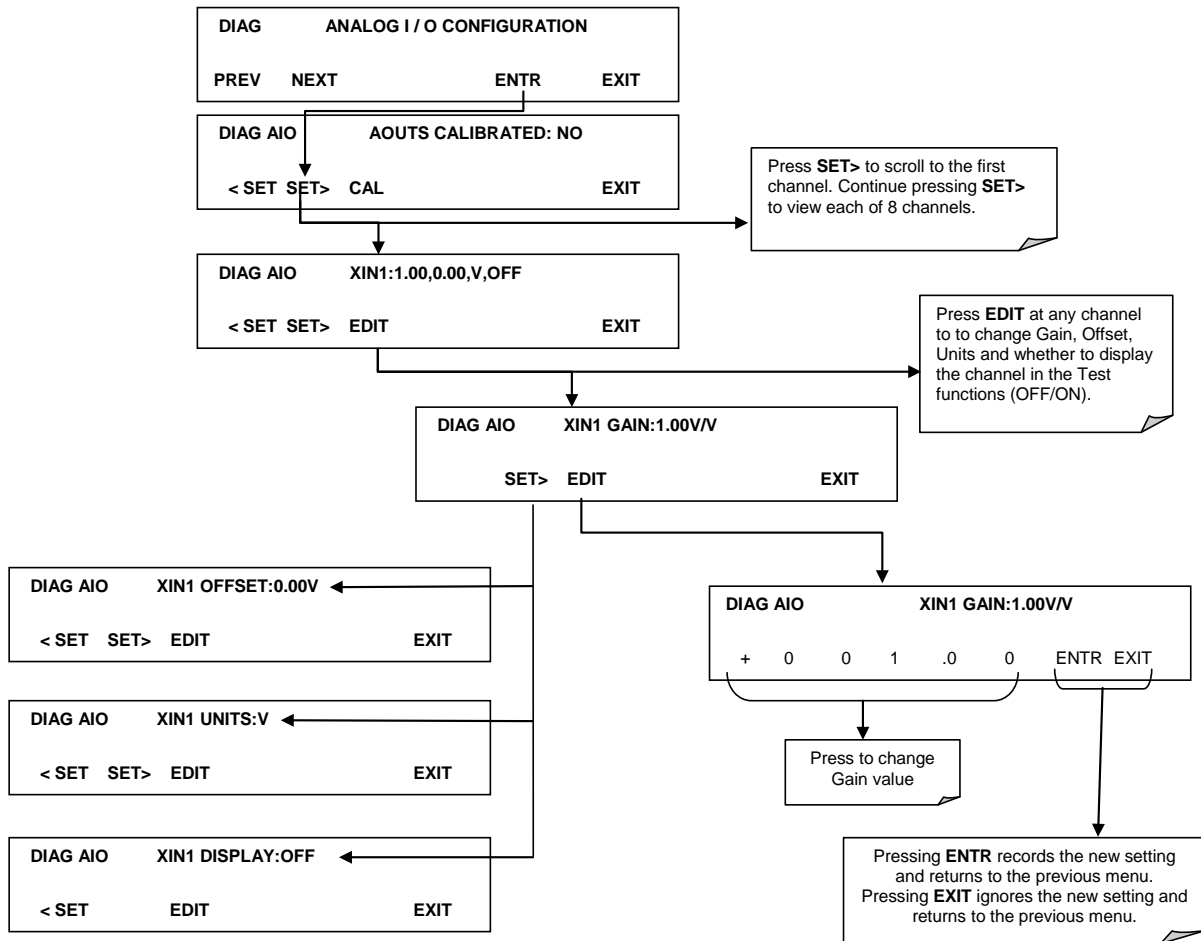 DIAG ANALOG I / O CONFIGURATION
PREV NEXT ENTR EXIT
DIAG AIO AOUTS CALIBRATED: NO
< SET SET> CAL EXIT
Press SET> to scroll to the first
channel. Continue pressing SET>
to view each of 8 channels.
DIAG AIO XIN1:1.00,0.00,V,OFF
< SET SET> EDIT EXIT
Press EDIT at any channel
to to change Gain, Offset,
Units and whether to display
the channel in the Test
functions (OFF/ON).
DIAG AIO XIN1 GAIN:1.00V/V
SET> EDIT EXIT
DIAG AIO XIN1 OFFSET:0.00V
< SET SET> EDIT EXIT
DIAG AIO XIN1 UNITS:V
< SET SET> EDIT EXIT
DIAG AIO XIN1 DISPLAY:OFF
< SET EDIT EXIT
DIAG AIO XIN1 GAIN:1.00V/V
+ 0 0 1 .0 0 ENTR EXIT
Press to change
Gain value
Pressing ENTR records the new setting
and returns to the previous menu.
Pressing EXIT ignores the new setting and
returns to the previous menu.